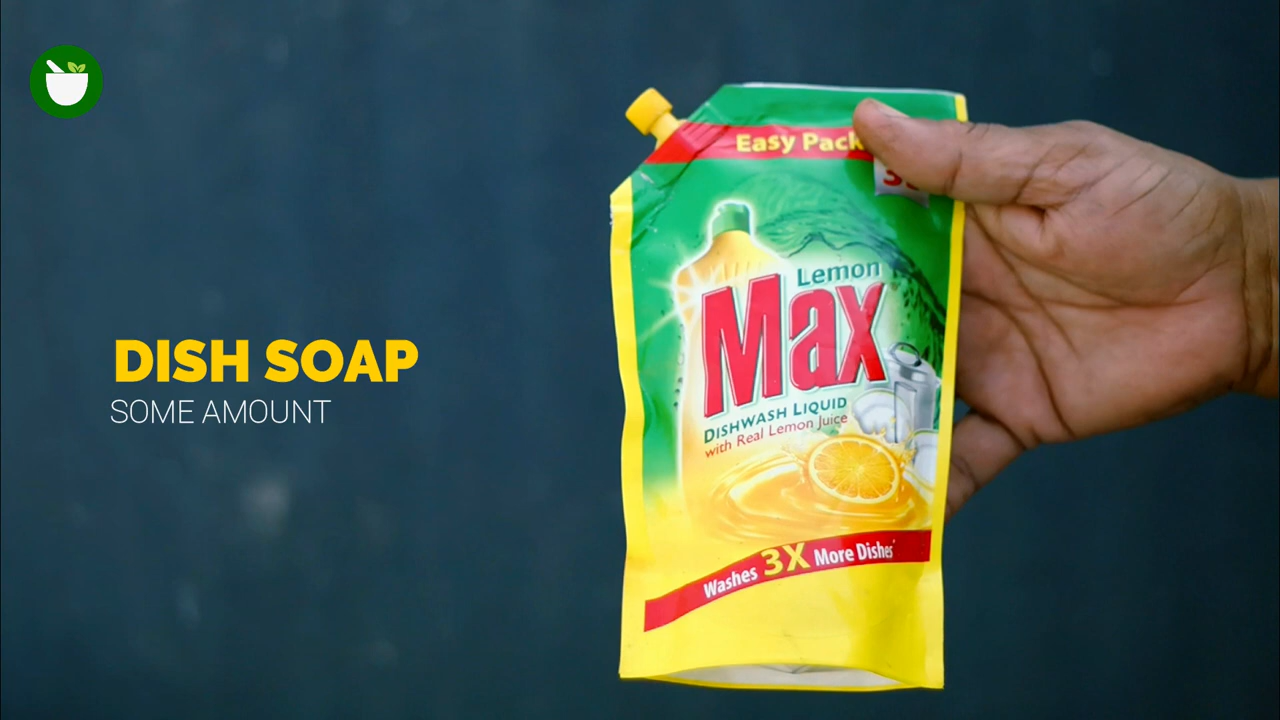 DISH SOAP
SOME AMOUNT
Easy Pack
Lemon
Max
DISHWASH LIQUID
with Real Lemon Juice
Washes 3X More Dishes*